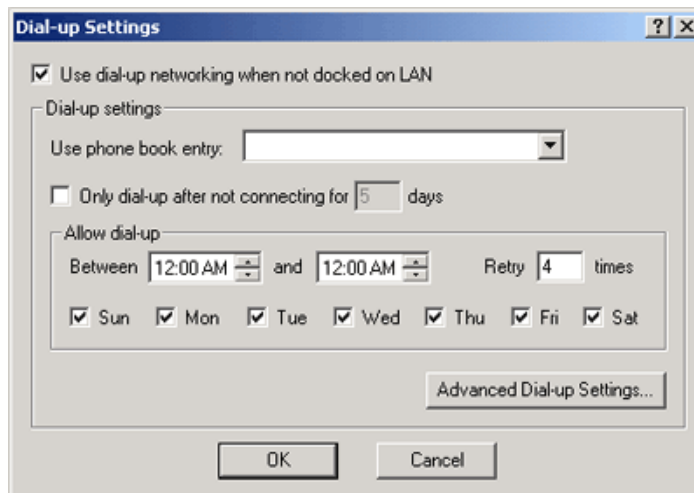 Dial-up Settings
Use dial-up networking when not docked on LAN
Dial-up settings
Use phone book entry:
Only dial-up after not connecting for 5 days
Allow dial-up
Between 12:00 AM and 12:00 AM Retry 4 times
Sun Mon Tue Wed Thu Fri Sat
Advanced Dial-up Settings...
OK Cancel